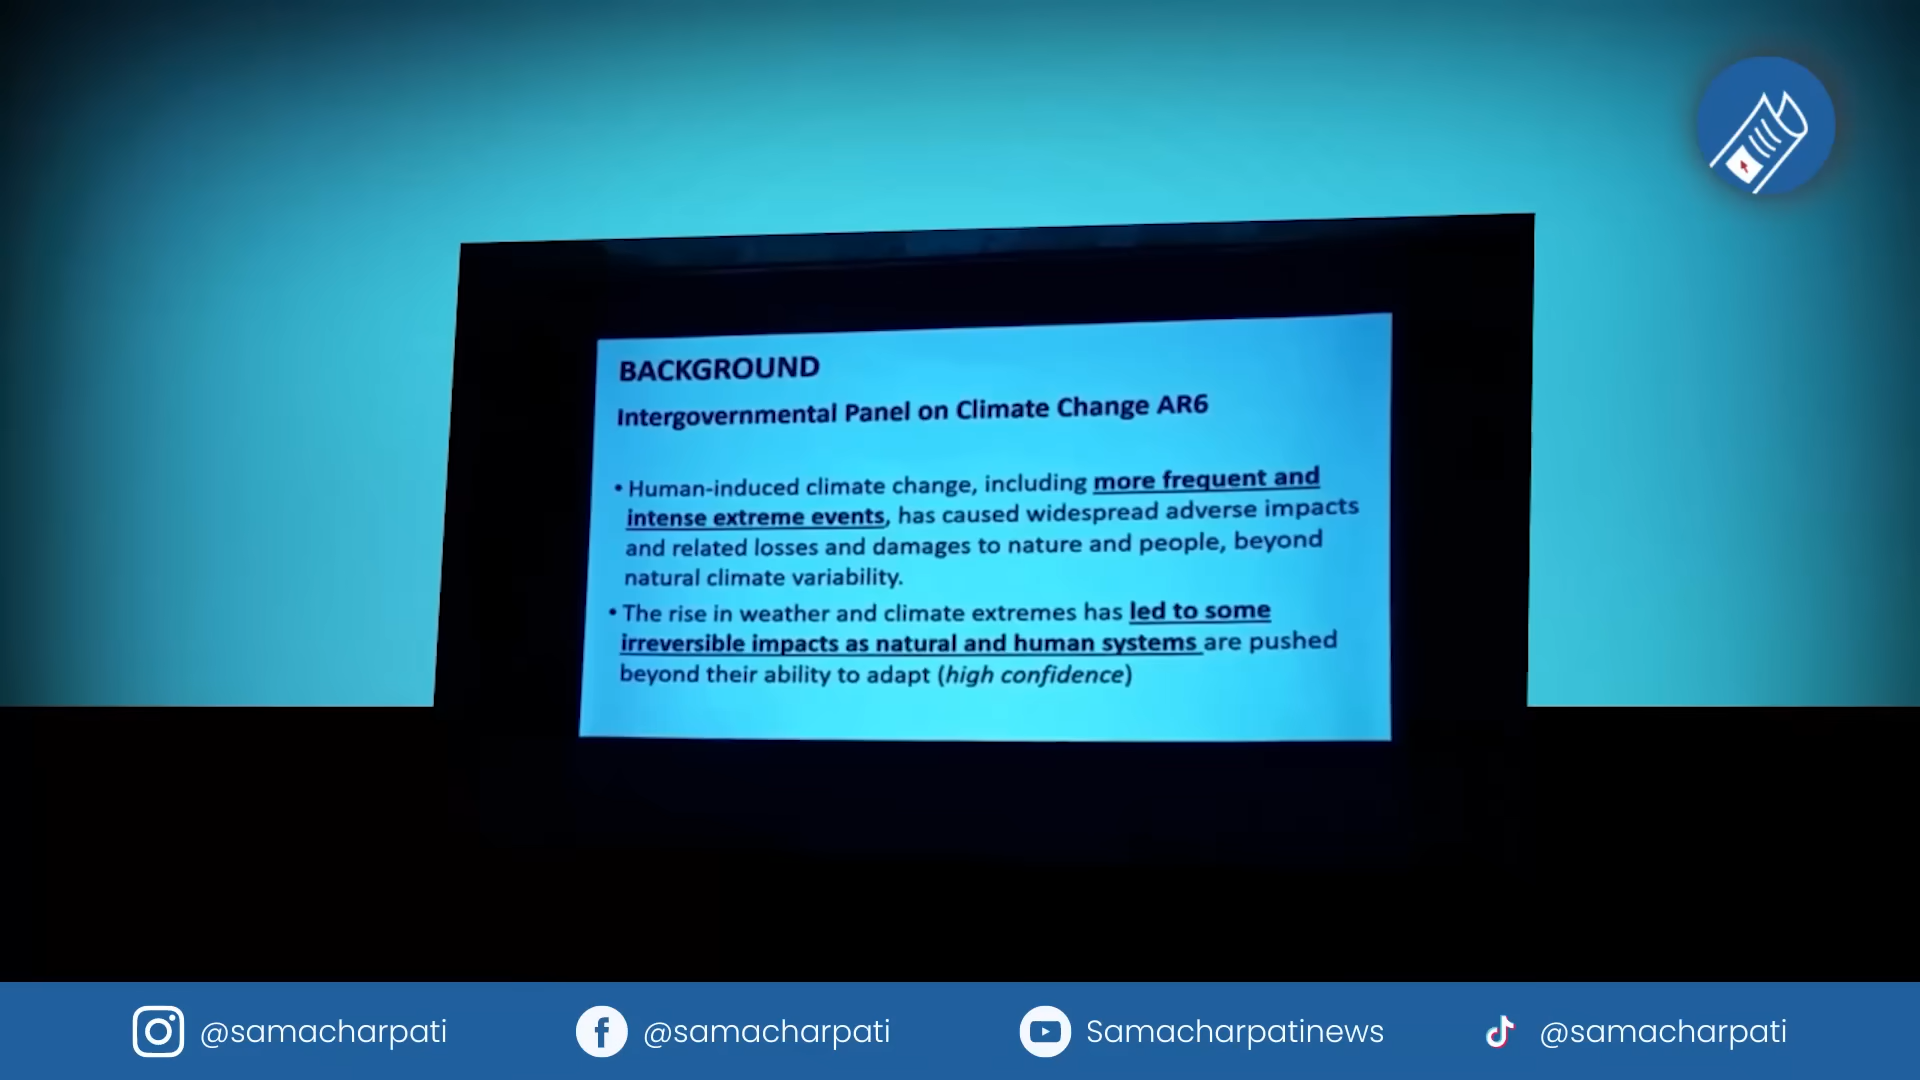 BACKGROUND
Intergovernmental Panel on Climate Change AR6
• Human-induced climate change, including more frequent and
intense extreme events, has caused widespread adverse impacts
and related losses and damages to nature and people, beyond
natural climate variability.
• The rise in weather and climate extremes has led to some
irreversible impacts as natural and human systems are pushed
beyond their ability to adapt (high confidence)
@samacharpati
@samacharpati
Samacharpatinews
@samacharpati